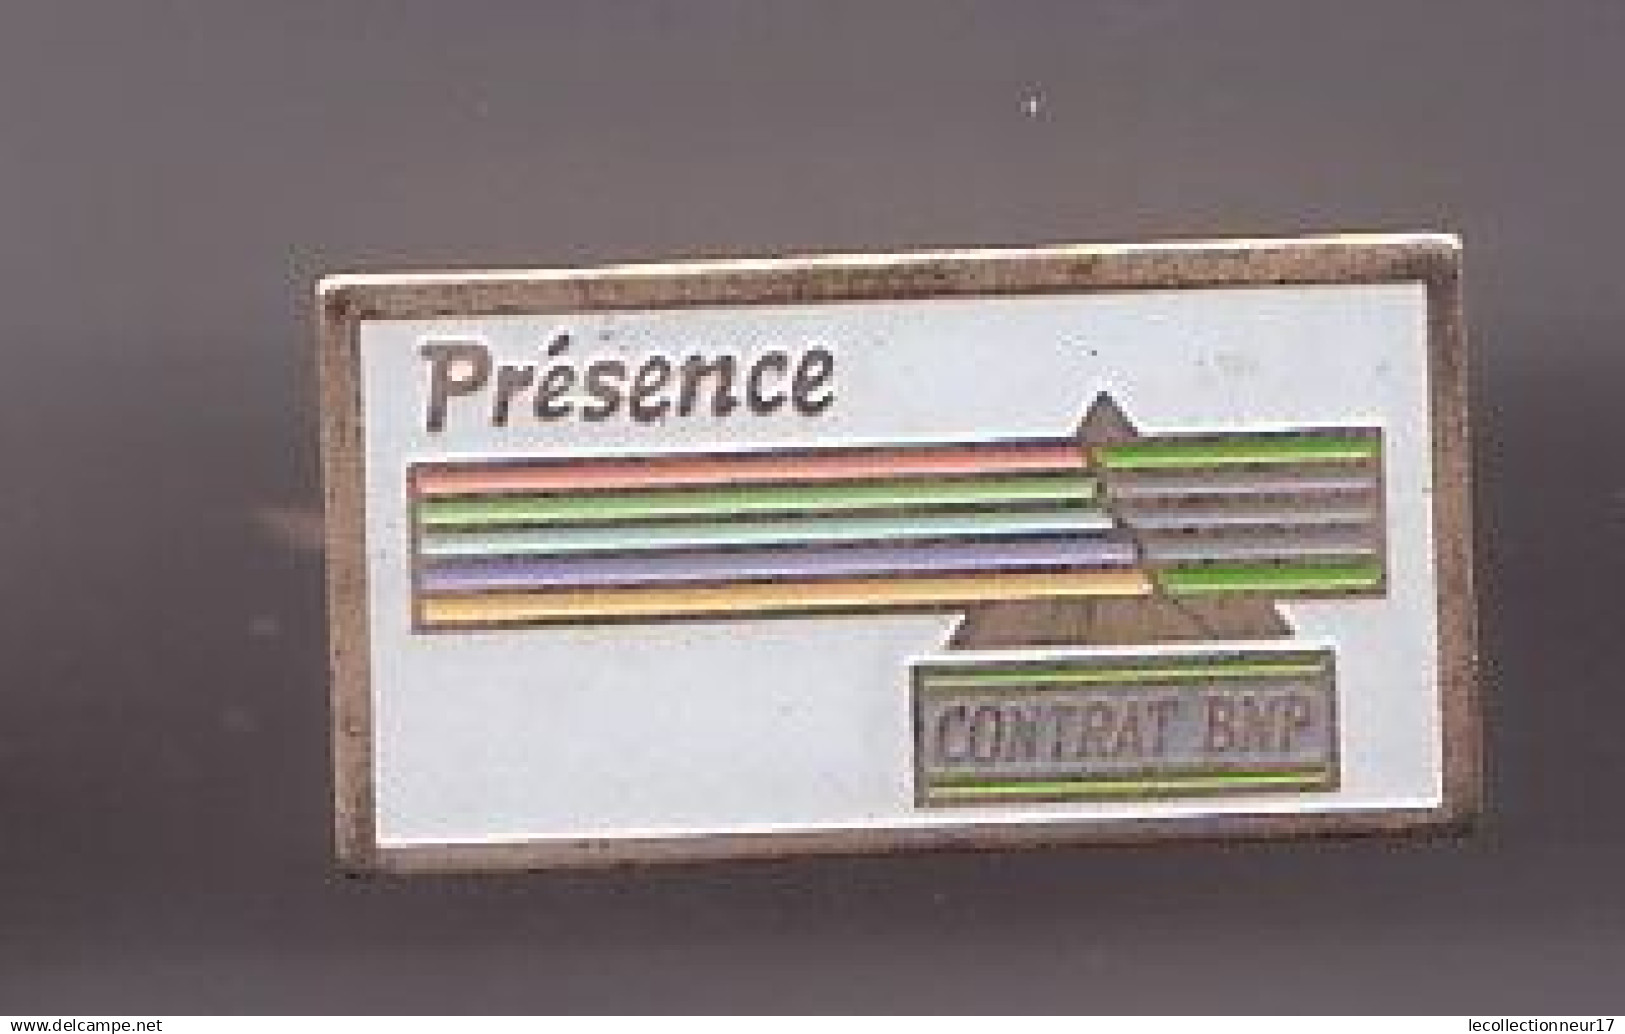 Présence
CONTRAT BNP
www.delcampe.net
lecollectionneur17